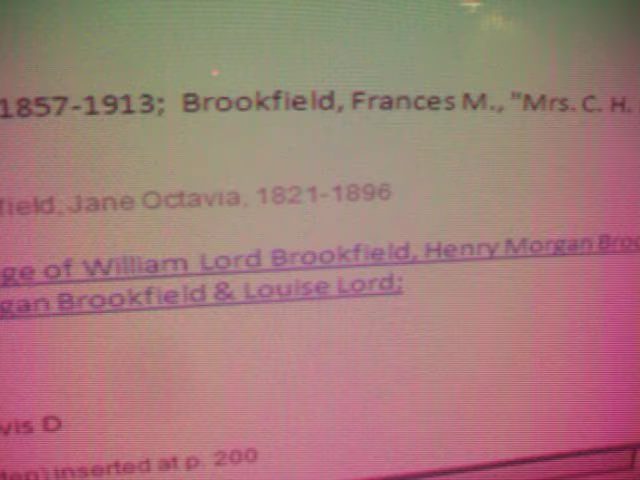 1857-1913; Brookfield, Frances M., "Mrs. C. H.
field, Jane Octavia, 1821-1896
ge of William Lord Brookfield, Henry Morgan Broo
gan Brookfield & Louise Lord;
vis D
inserted at p. 200